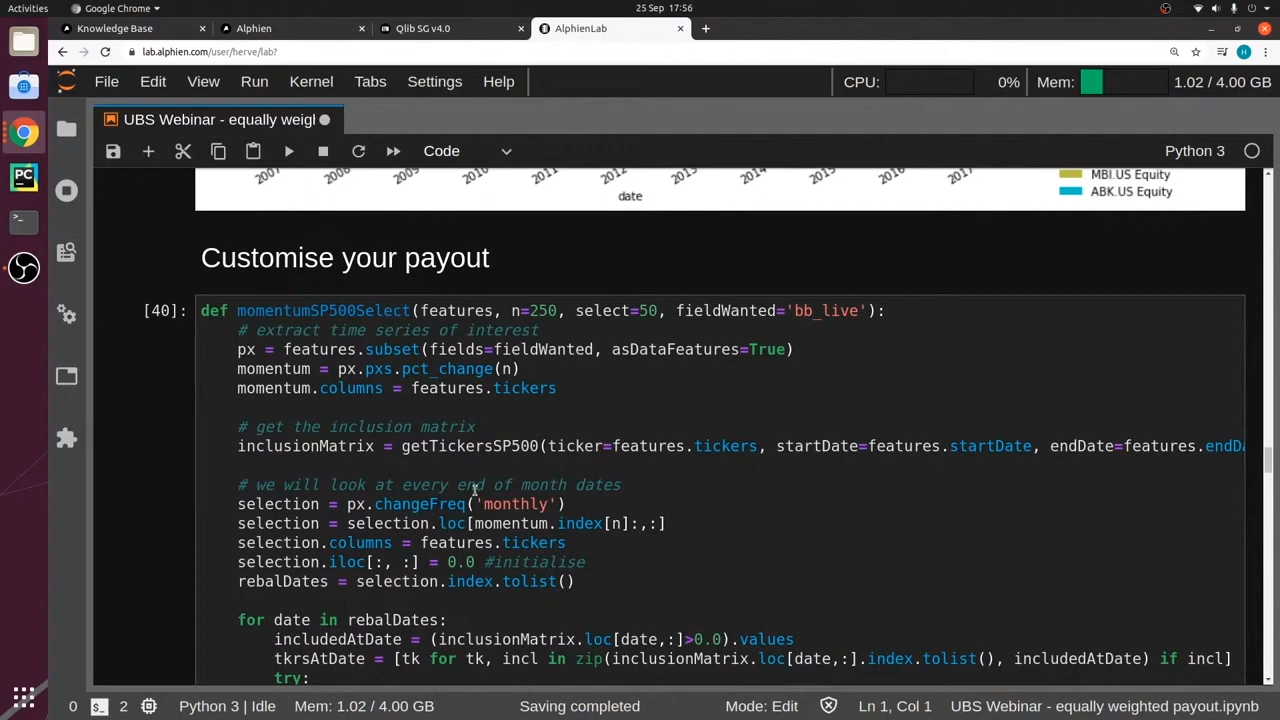 Activities
Google Chrome
25 Sep 17:56
Knowledge Base
Alphien
Qlib SG v4.0
AlphienLab
lab.alphien.com/user/herve/lab?
H
File Edit View Run Kernel Tabs Settings Help
CPU: 0% Mem: 1.02 / 4.00 GB
UBS Webinar - equally weigl
Code
Python 3
2007 2008 2009 2010 2011 2012 2013 2014 2015 2016 2017
date
MBI.US Equity
ABK.US Equity
Customise your payout
[40]:
def momentumSP500Select(features, n=250, select=50, fieldWanted='bb_live'):
# extract time series of interest
px = features.subset(fields=fieldWanted, asDataFeatures=True)
momentum = px.pxs.pct_change(n)
momentum.columns = features.tickers
# get the inclusion matrix
inclusionMatrix = getTickersSP500(ticker=features.tickers, startDate=features.startDate, endDate=features.endDa
# we will look at every end of month dates
selection = px.changeFreq('monthly')
selection = selection.loc[momentum.index[n]:,:]
selection.columns = features.tickers
selection.iloc[:, :] = 0.0 #initialise
rebalDates = selection.index.tolist()
for date in rebalDates:
includedAtDate = (inclusionMatrix.loc[date,:]>0.0).values
tkrsAtDate = [tk for tk, incl in zip(inclusionMatrix.loc[date,:].index.tolist(), includedAtDate) if incl]
try:
0 2 Python 3 | Idle Mem: 1.02 / 4.00 GB Saving completed Mode: Edit Ln 1, Col 1 UBS Webinar - equally weighted payout.ipynb